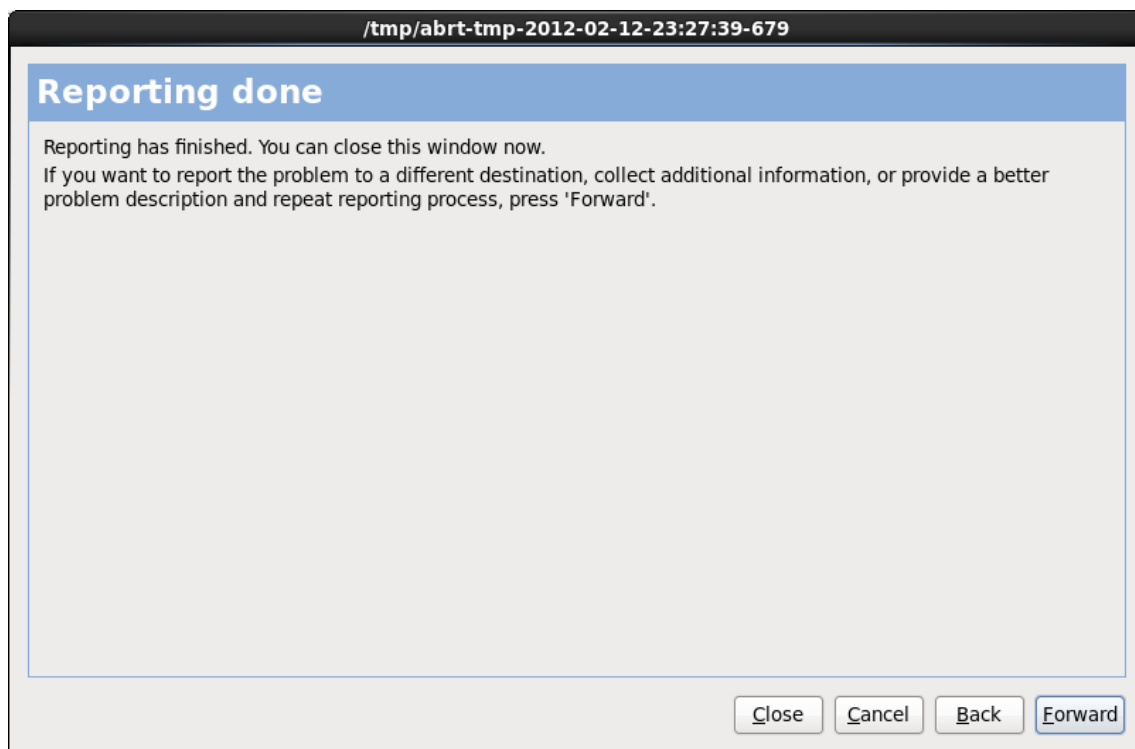 /tmp/abrt-tmp-2012-02-12-23:27:39-679
Reporting done
Reporting has finished. You can close this window now.
If you want to report the problem to a different destination, collect additional information, or provide a better
problem description and repeat reporting process, press 'Forward'.
Close Cancel Back Forward